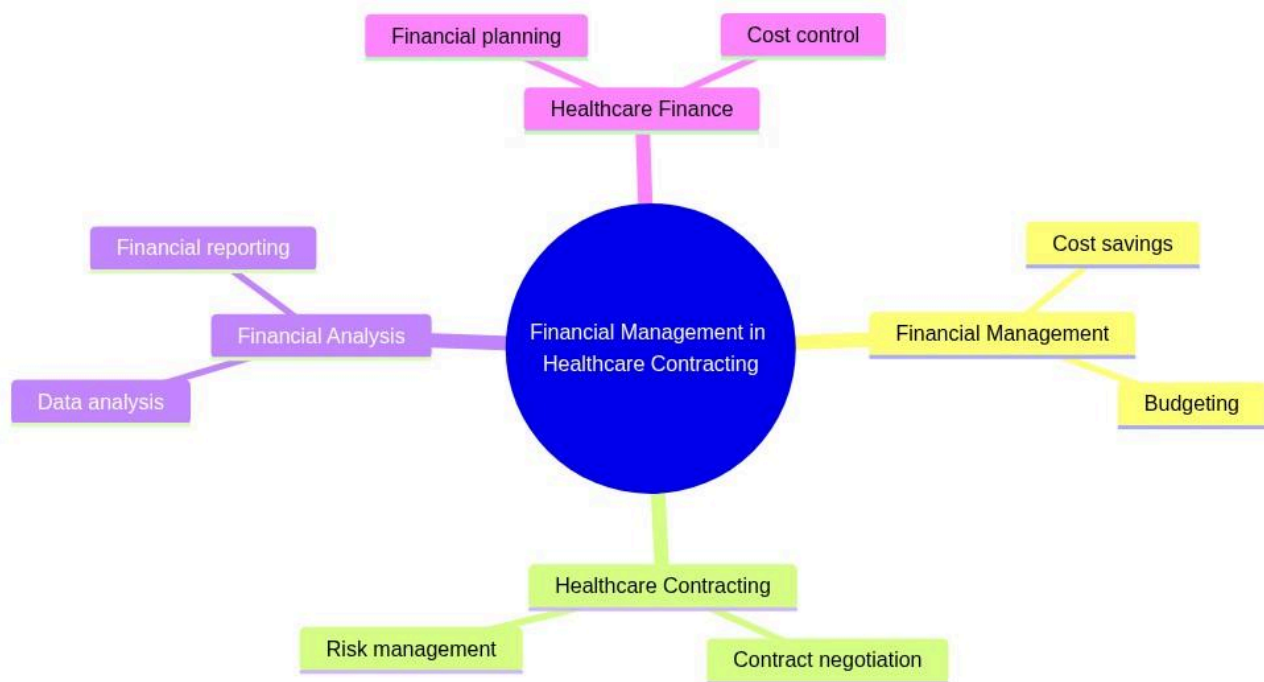 Financial planning
Cost control
Healthcare Finance
Financial reporting
Cost savings
Financial Analysis
Financial Management in
Healthcare Contracting
Financial Management
Data analysis
Budgeting
Healthcare Contracting
Risk management
Contract negotiation